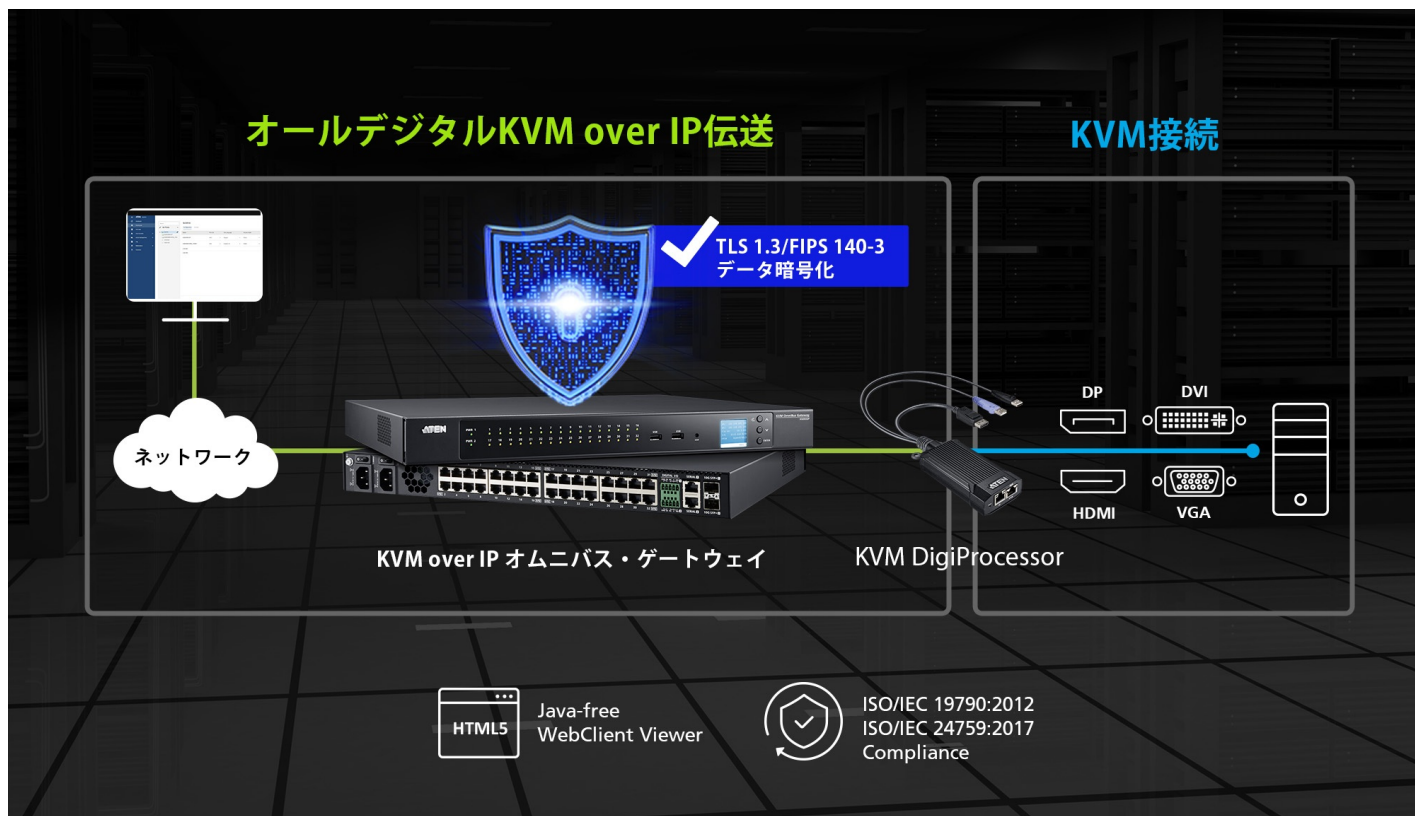 オールデジタルKVM over IP伝送
KVM接続
TLS 1.3/FIPS 140-3
データ暗号化
ネットワーク
ATEN
ATEN
DP
DVI
HDMI
VGA
KVM over IP オムニバス・ゲートウェイ
KVM DigiProcessor
HTML5
Java-free
WebClient Viewer
ISO/IEC 19790:2012
ISO/IEC 24759:2017
Compliance